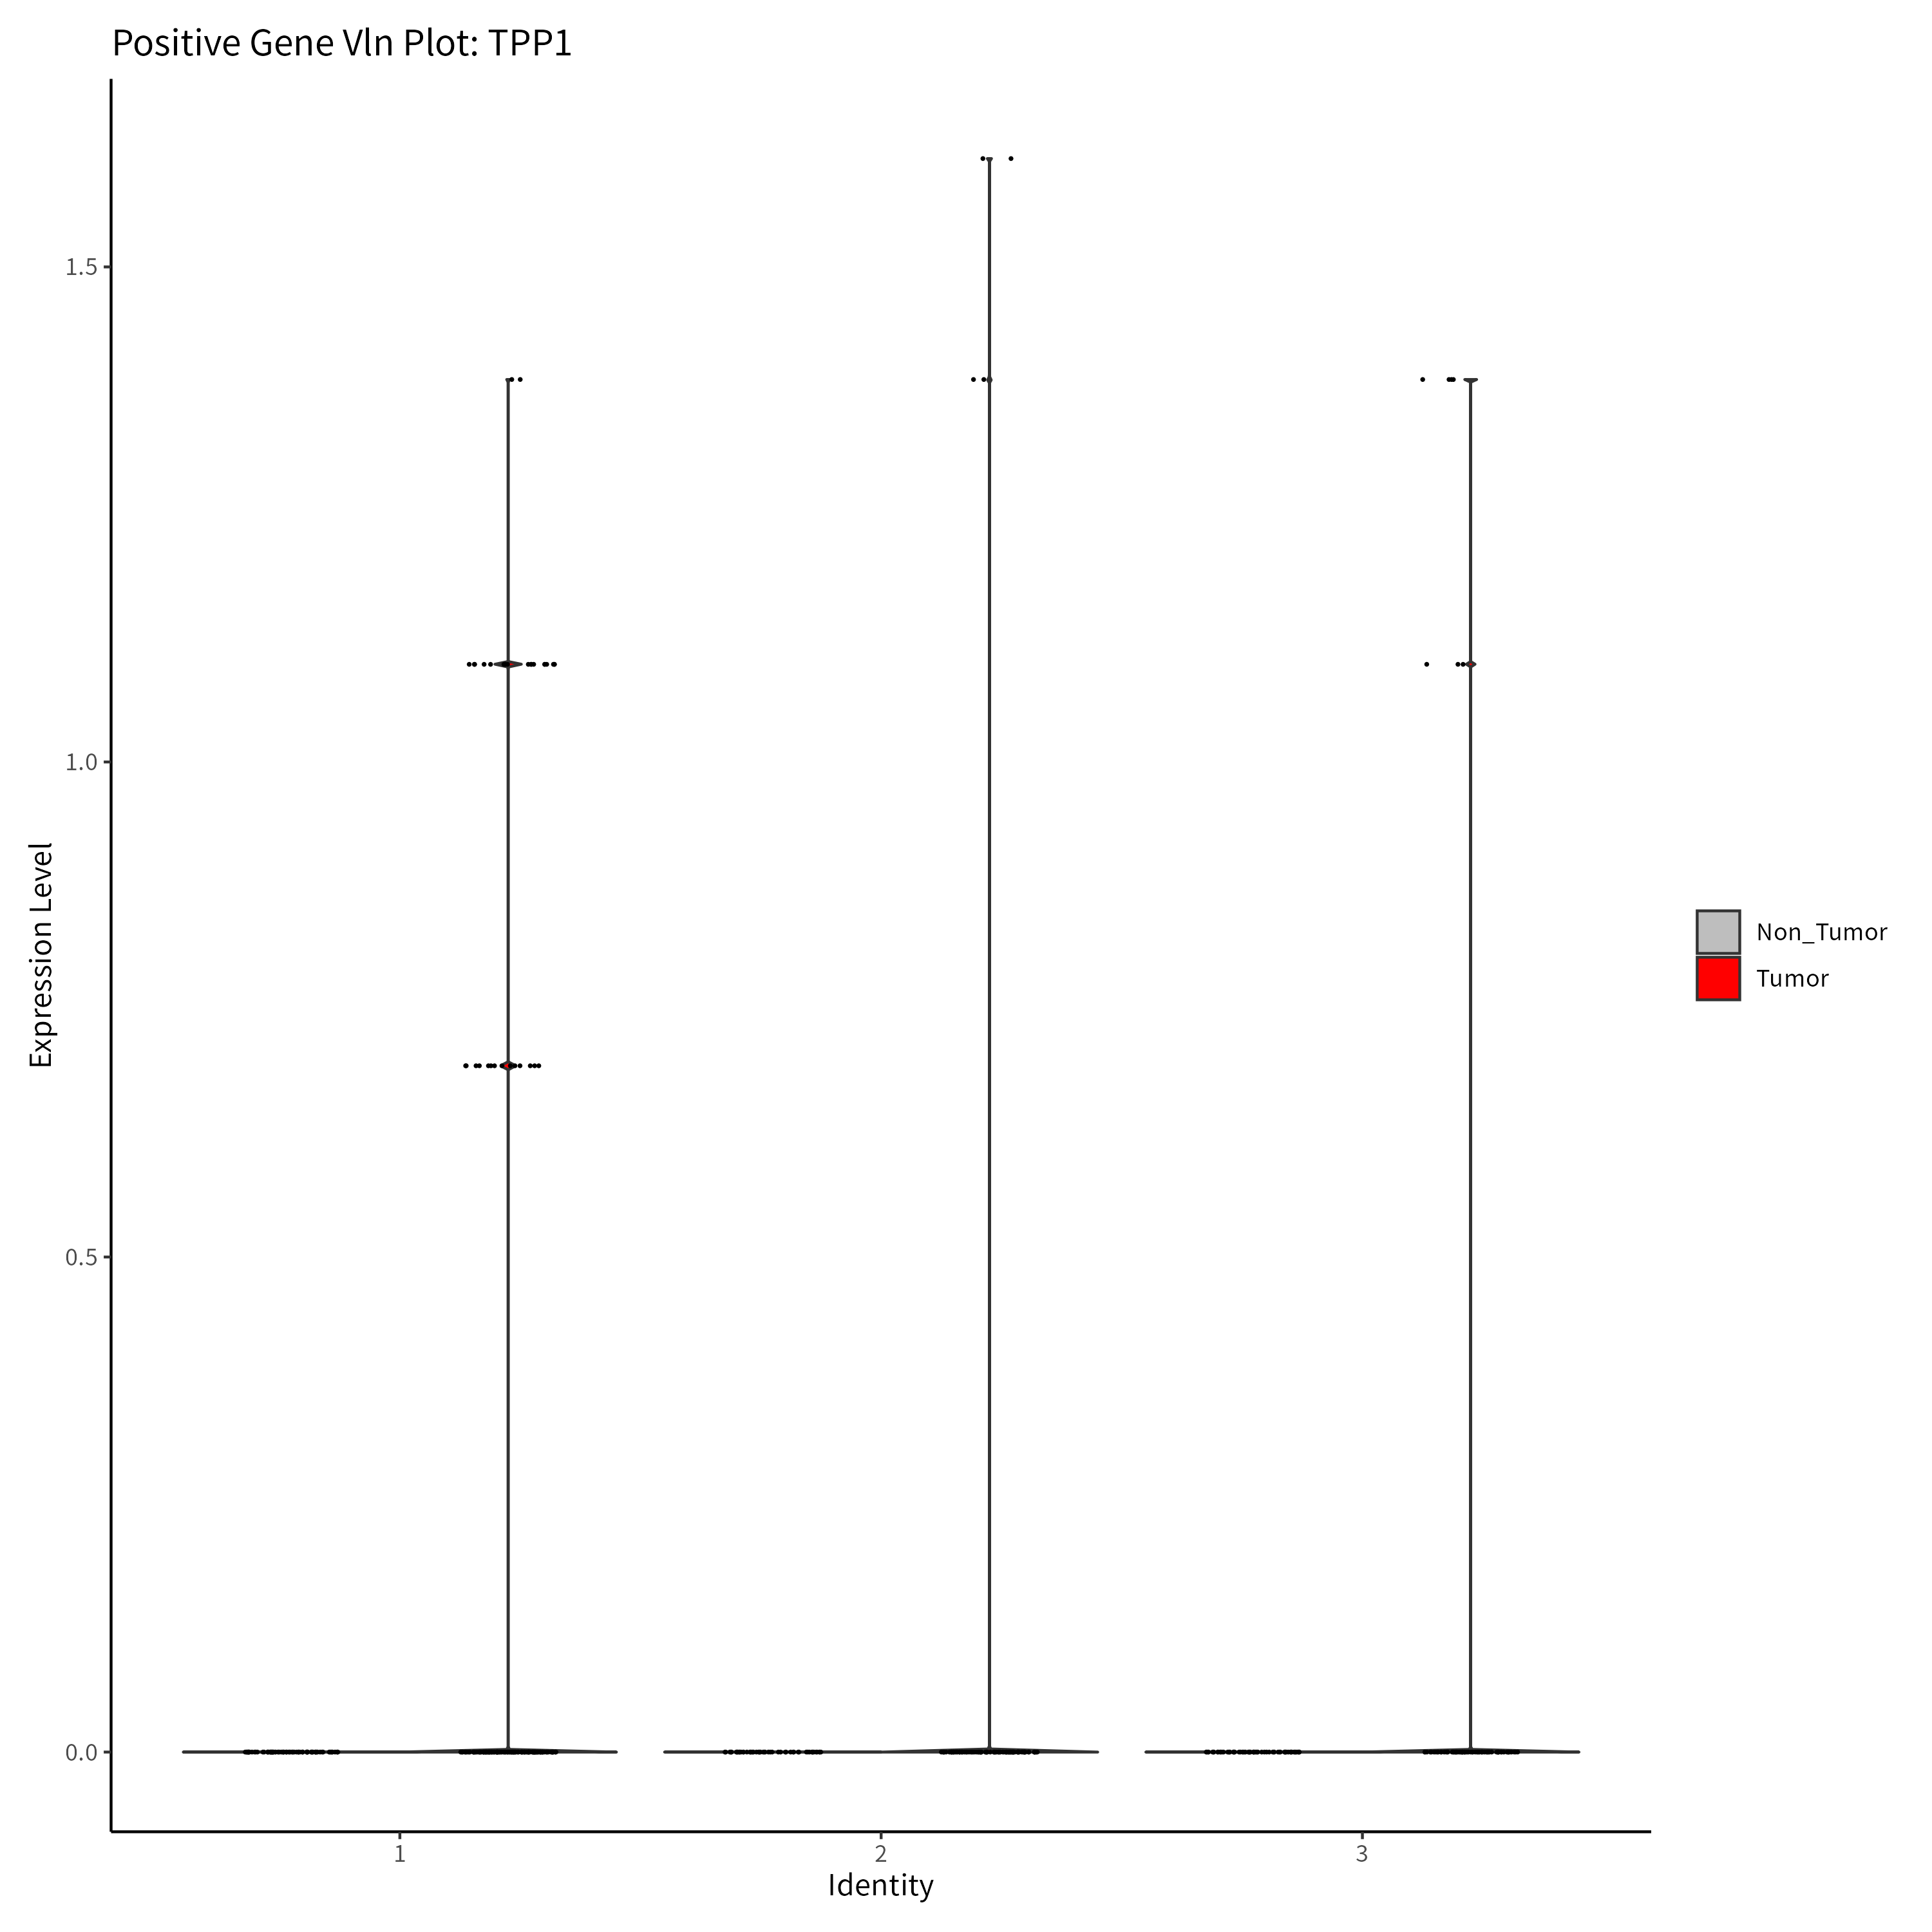 Positive Gene Vln Plot: TPP1
1.5
1.0
0.5
0.0
Expression Level
1
2
3
Identity
Non_Tumor
Tumor